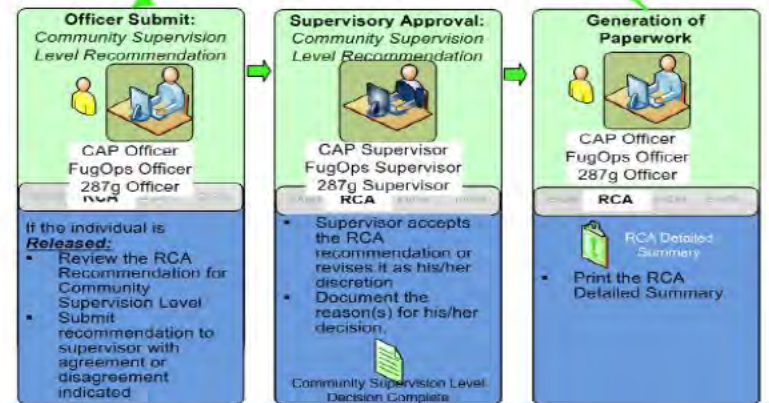 Officer Submit:
Community Supervision
Level Recommendation
CAP Officer
FugOps Officer
287g Officer
RCA
If the individual is
Released:
▪ Review the RCA
Recommendation for
Community
Supervision Level
▪ Submit
recommendation to
supervisor with
agreement or
disagreement
indicated
Supervisory Approval:
Community Supervision
Level Recommendation
CAP Supervisor
FugOps Supervisor
287g Supervisor
RCA
▪ Supervisor accepts
the RCA
recommendation or
revises it as his/her
discretion
▪ Document the
reason(s) for his/her
decision.
Community Supervision Level
Decision Complete
Generation of
Paperwork
CAP Officer
FugOps Officer
287g Officer
RCA
RCA Detailed
Summary
▪ Print the RCA
Detailed Summary